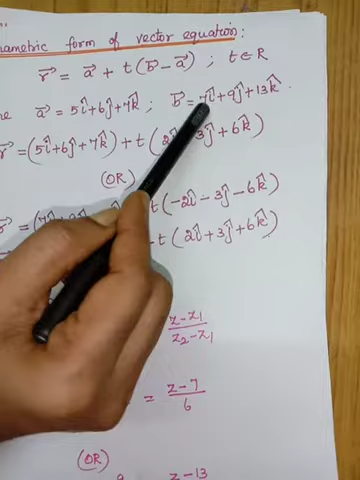 ametric form of vector equation:
r⃗ = a⃗ + t(b⃗ − a⃗) ; t ∈ R
a⃗ = 5î+6ĵ+7k̂ ; b⃗ = 7î+9ĵ+13k̂.
r⃗ = (5î+6ĵ+7k̂) + t(2î 3ĵ + 6k̂)
(OR)
r⃗ = t(−2î − 3ĵ − 6k̂)
t(2î + 3ĵ + 6k̂)
z − z₁ / z₂ − z₁
= z − 7 / 6
(OR)
z − 13